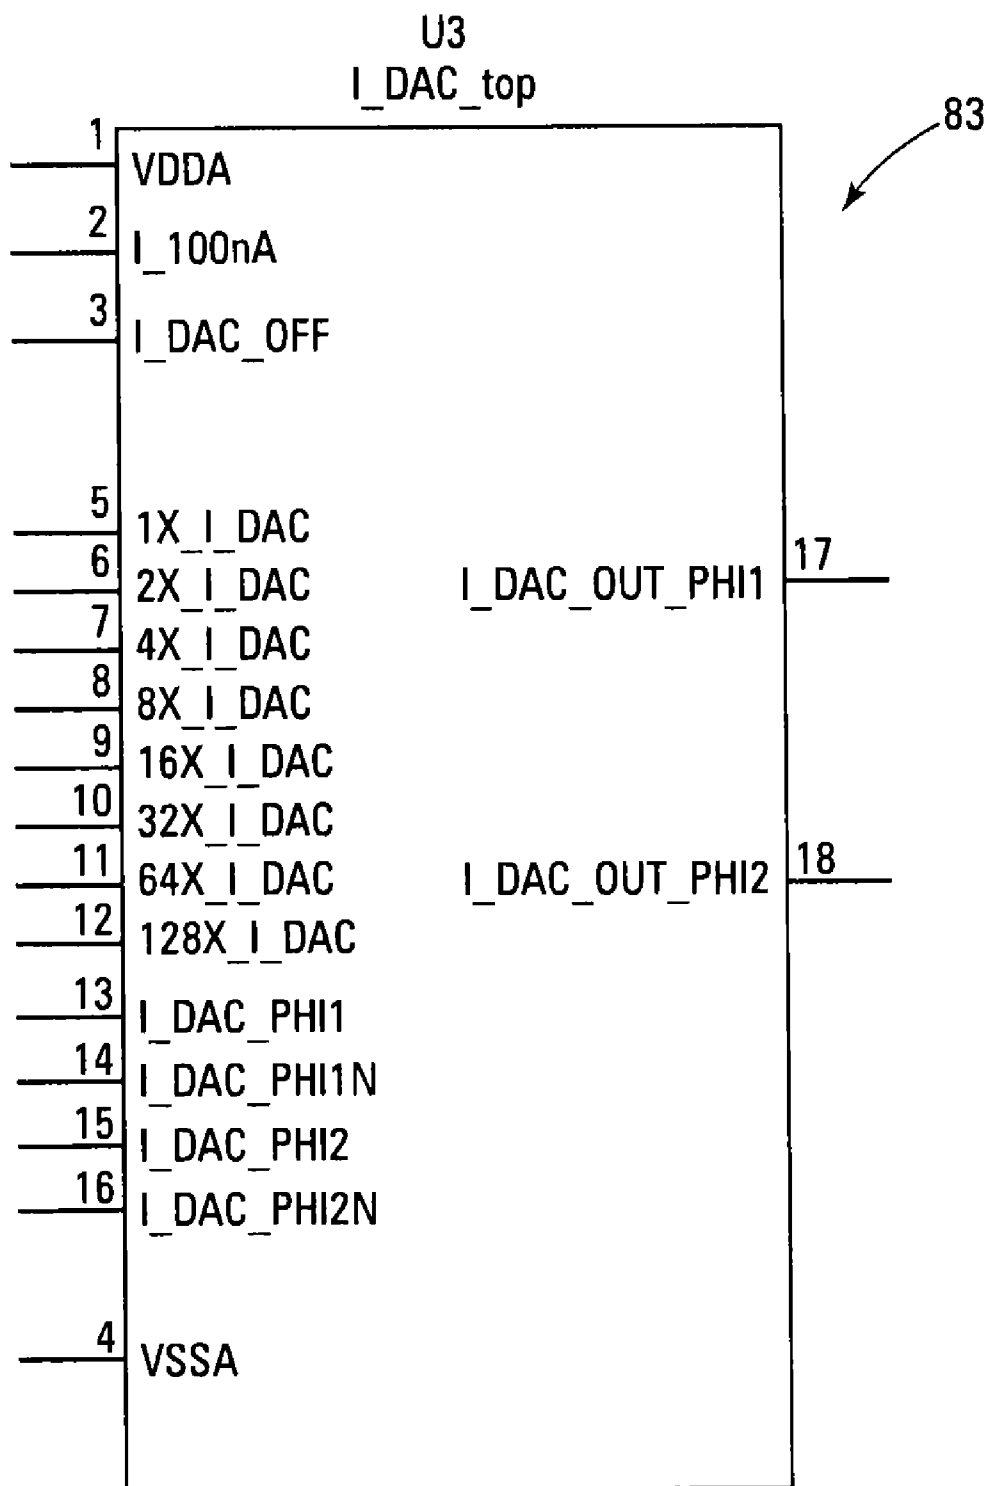 U3
I_DAC_top
83
1 VDDA
2 I_100nA
3 I_DAC_OFF
5 1X_I_DAC
6 2X_I_DAC
7 4X_I_DAC
8 8X_I_DAC
9 16X_I_DAC
10 32X_I_DAC
11 64X_I_DAC
12 128X_I_DAC
13 I_DAC_PHI1
14 I_DAC_PHI1N
15 I_DAC_PHI2
16 I_DAC_PHI2N
4 VSSA
I_DAC_OUT_PHI1 17
I_DAC_OUT_PHI2 18